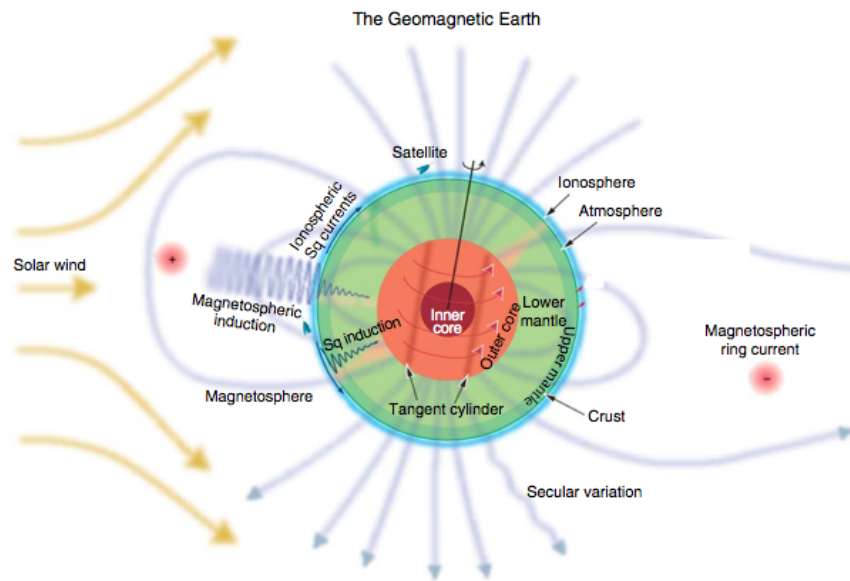 The Geomagnetic Earth
Satellite
Ionosphere
Atmosphere
Ionospheric
Sq currents
+
Solar wind
Magnetospheric
induction
Sq induction
Inner
core
Outer core
Lower
mantle
Upper mantle
Magnetospheric
ring current
-
Magnetosphere
Tangent cylinder
Crust
Secular variation